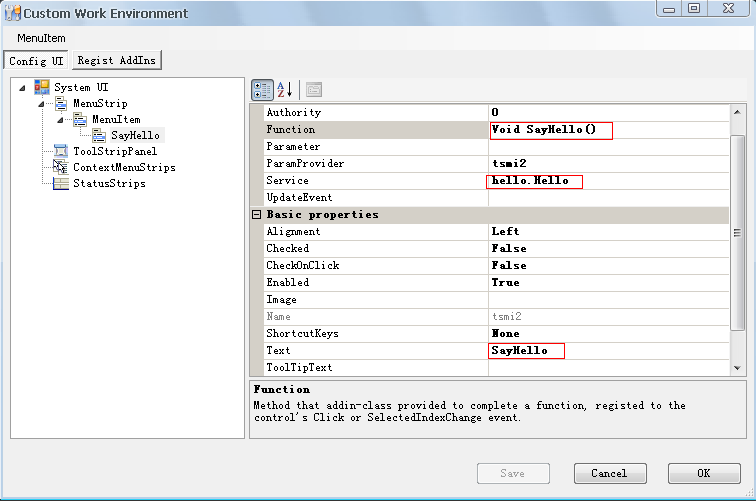 Custom Work Environment
MenuItem
Config UI Regist AddIns
System UI
MenuStrip
MenuItem
SayHello
ToolStripPanel
ContextMenuStrips
StatusStrips
Authority 0
Function Void SayHello()
Parameter
ParamProvider tsmi2
Service hello.Hello
UpdateEvent
Basic properties
Alignment Left
Checked False
CheckOnClick False
Enabled True
Image
Name tsmi2
ShortcutKeys None
Text SayHello
ToolTipText
Function
Method that addin-class provided to complete a function, registed to the
control's Click or SelectedIndexChange event.
Save Cancel OK